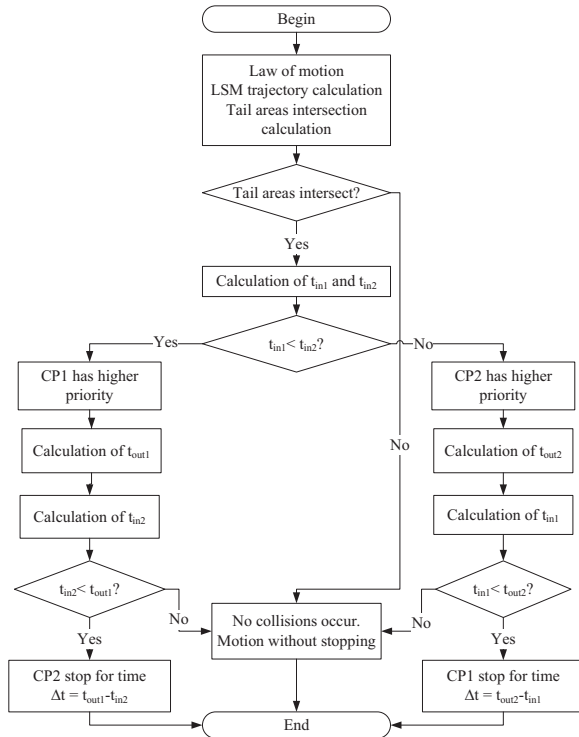 Begin
Law of motion
LSM trajectory calculation
Tail areas intersection
calculation
Tail areas intersect?
Yes
Calculation of tin1 and tin2
Yes
tin1< tin2?
No
CP1 has higher
priority
CP2 has higher
priority
Calculation of tout1
No
Calculation of tout2
Calculation of tin2
Calculation of tin1
tin2< tout1?
No
No collisions occur.
Motion without stopping
No
tin1< tout2?
Yes
Yes
CP2 stop for time
Δt = tout1-tin2
CP1 stop for time
Δt = tout2-tin1
End